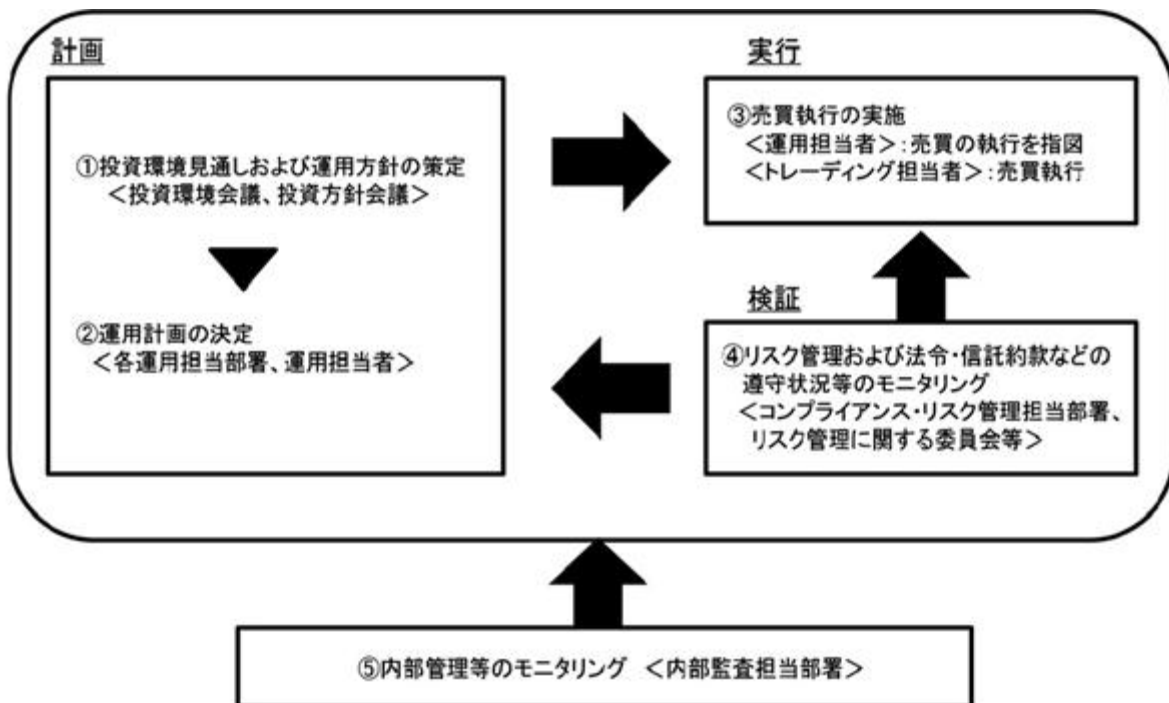 計画
①投資環境見通しおよび運用方針の策定
<投資環境会議、投資方針会議>
②運用計画の決定
<各運用担当部署、運用担当者>
実行
③売買執行の実施
<運用担当者>:売買の執行を指図
<トレーディング担当者>:売買執行
検証
④リスク管理および法令・信託約款などの
遵守状況等のモニタリング
<コンプライアンス・リスク管理担当部署、
リスク管理に関する委員会等>
⑤内部管理等のモニタリング <内部監査担当部署>